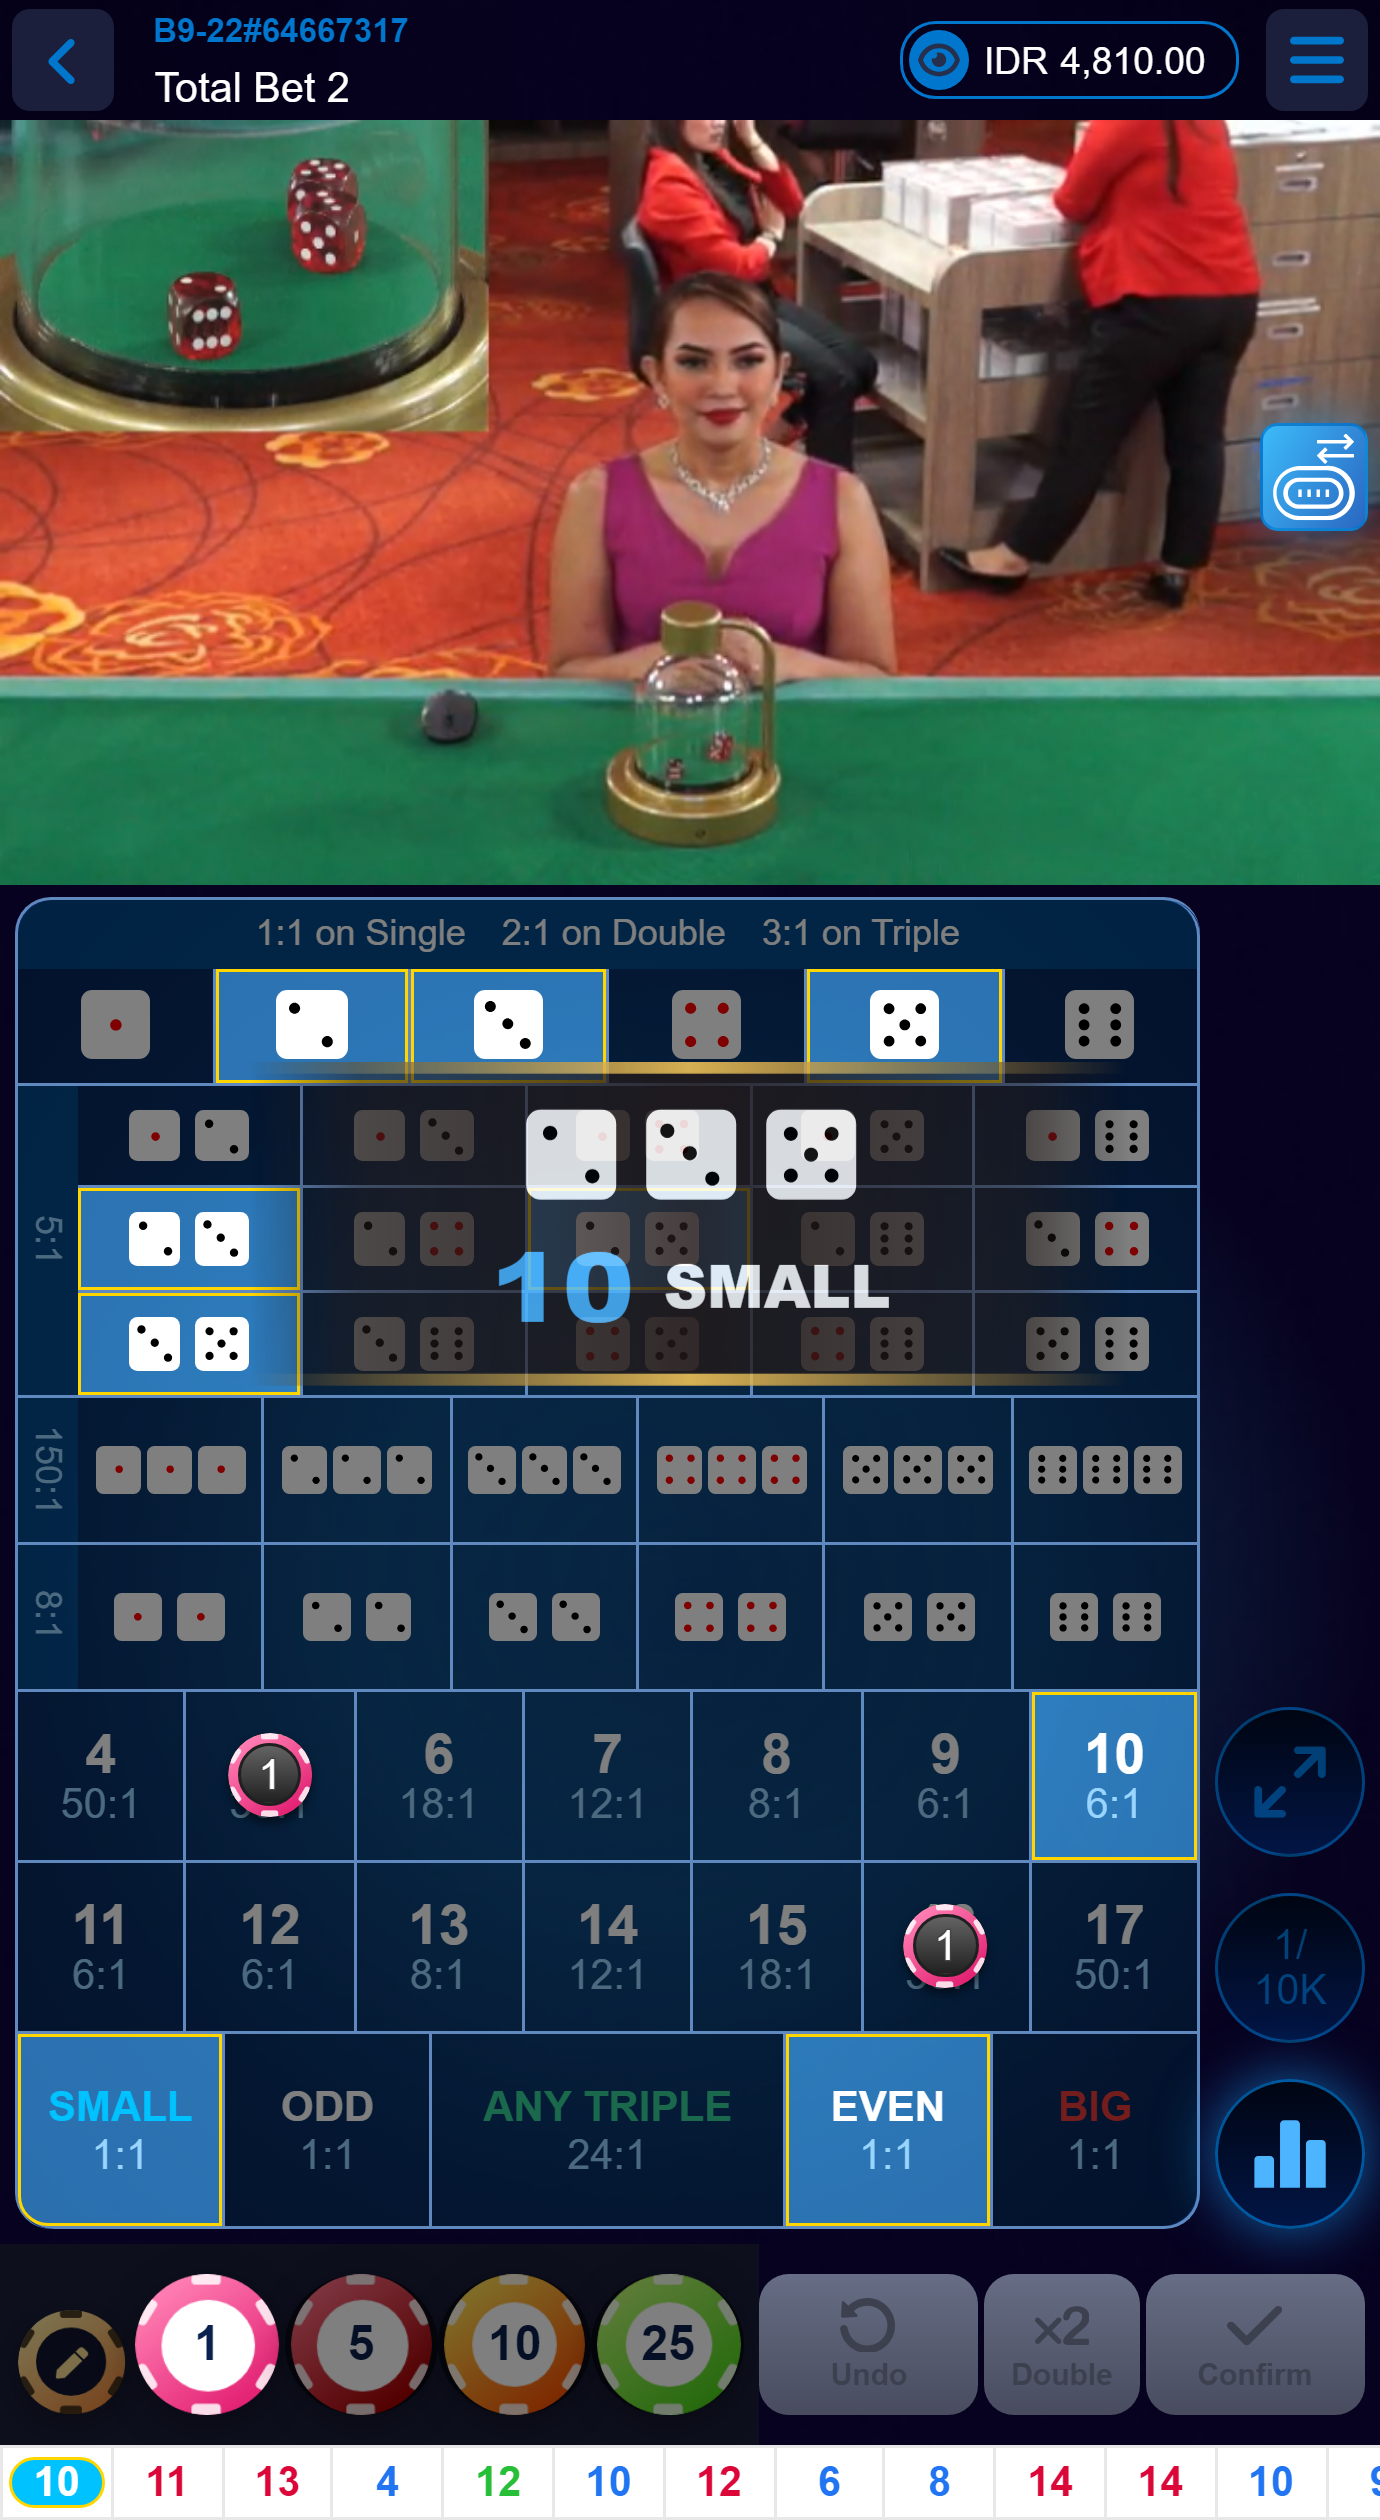 B9-22#64667317
Total Bet 2
IDR 4,810.00
1:1 on Single 2:1 on Double 3:1 on Triple
5:1
10 SMALL
150:1
8:1
4 1 6 7 8 9 10
50:1 18:1 12:1 8:1 6:1 6:1
11 12 13 14 15 1 17
6:1 6:1 8:1 12:1 18:1 50:1
SMALL ODD ANY TRIPLE EVEN BIG
1:1 1:1 24:1 1:1 1:1
1/
10K
1 5 10 25
x2
Undo Double Confirm
10 11 13 4 12 10 12 6 8 14 14 10